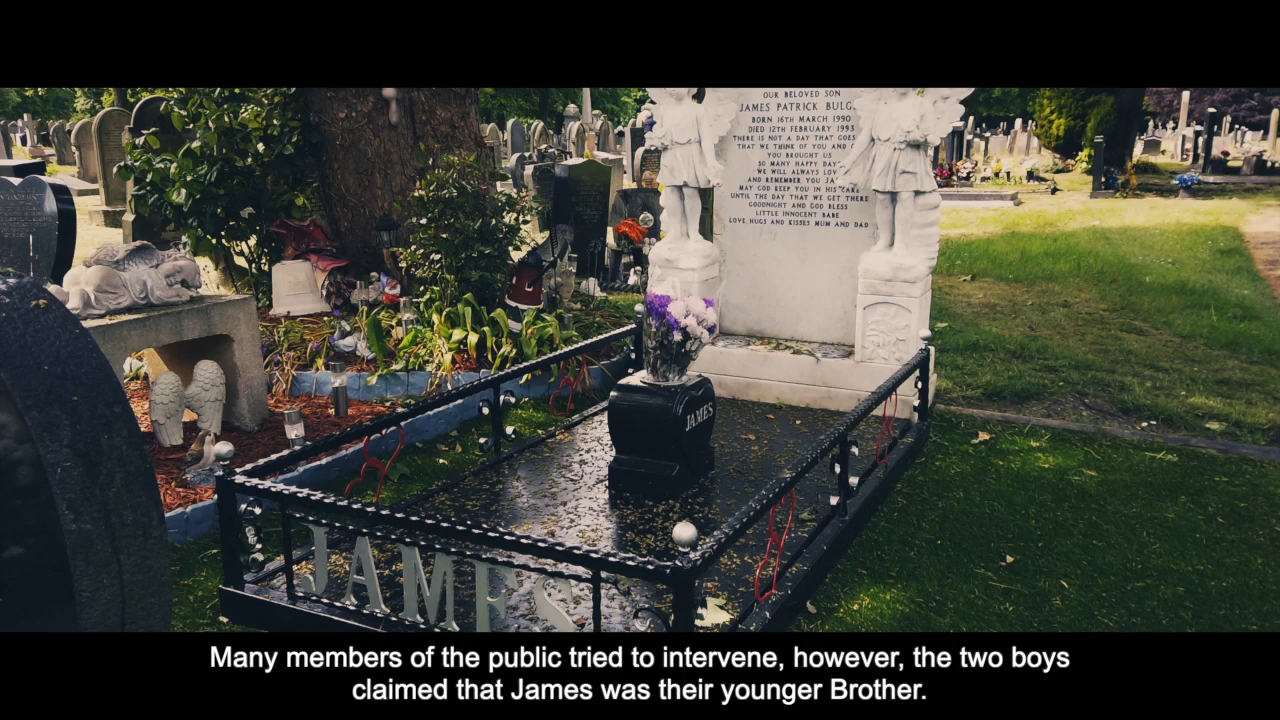 OUR BELOVED SON
JAMES PATRICK BULG
BORN 16TH MARCH 1990
DIED 12TH FEBRUARY 1993
THERE IS NOT A DAY THAT GOES
THAT WE THINK OF YOU AND
YOU BROUGHT US
SO MANY HAPPY DAY
WE WILL ALWAYS LOV
AND REMEMBER YOU JA
MAY GOD KEEP YOU IN HIS CARE
UNTIL THE DAY THAT WE GET THERE
GOODNIGHT AND GOD BLESS
LITTLE INNOCENT BABE
LOVE HUGS AND KISSES MUM AND DAD
JAMES
JAMES
Many members of the public tried to intervene, however, the two boys
claimed that James was their younger Brother.